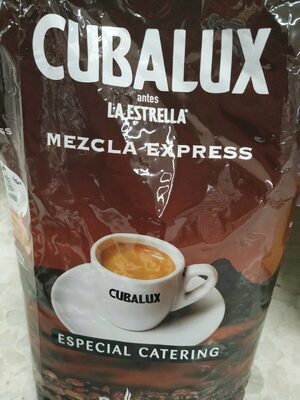 CUBALUX
antes
LA ESTRELLA
MEZCLA EXPRESS
CUBALUX
ESPECIAL CATERING